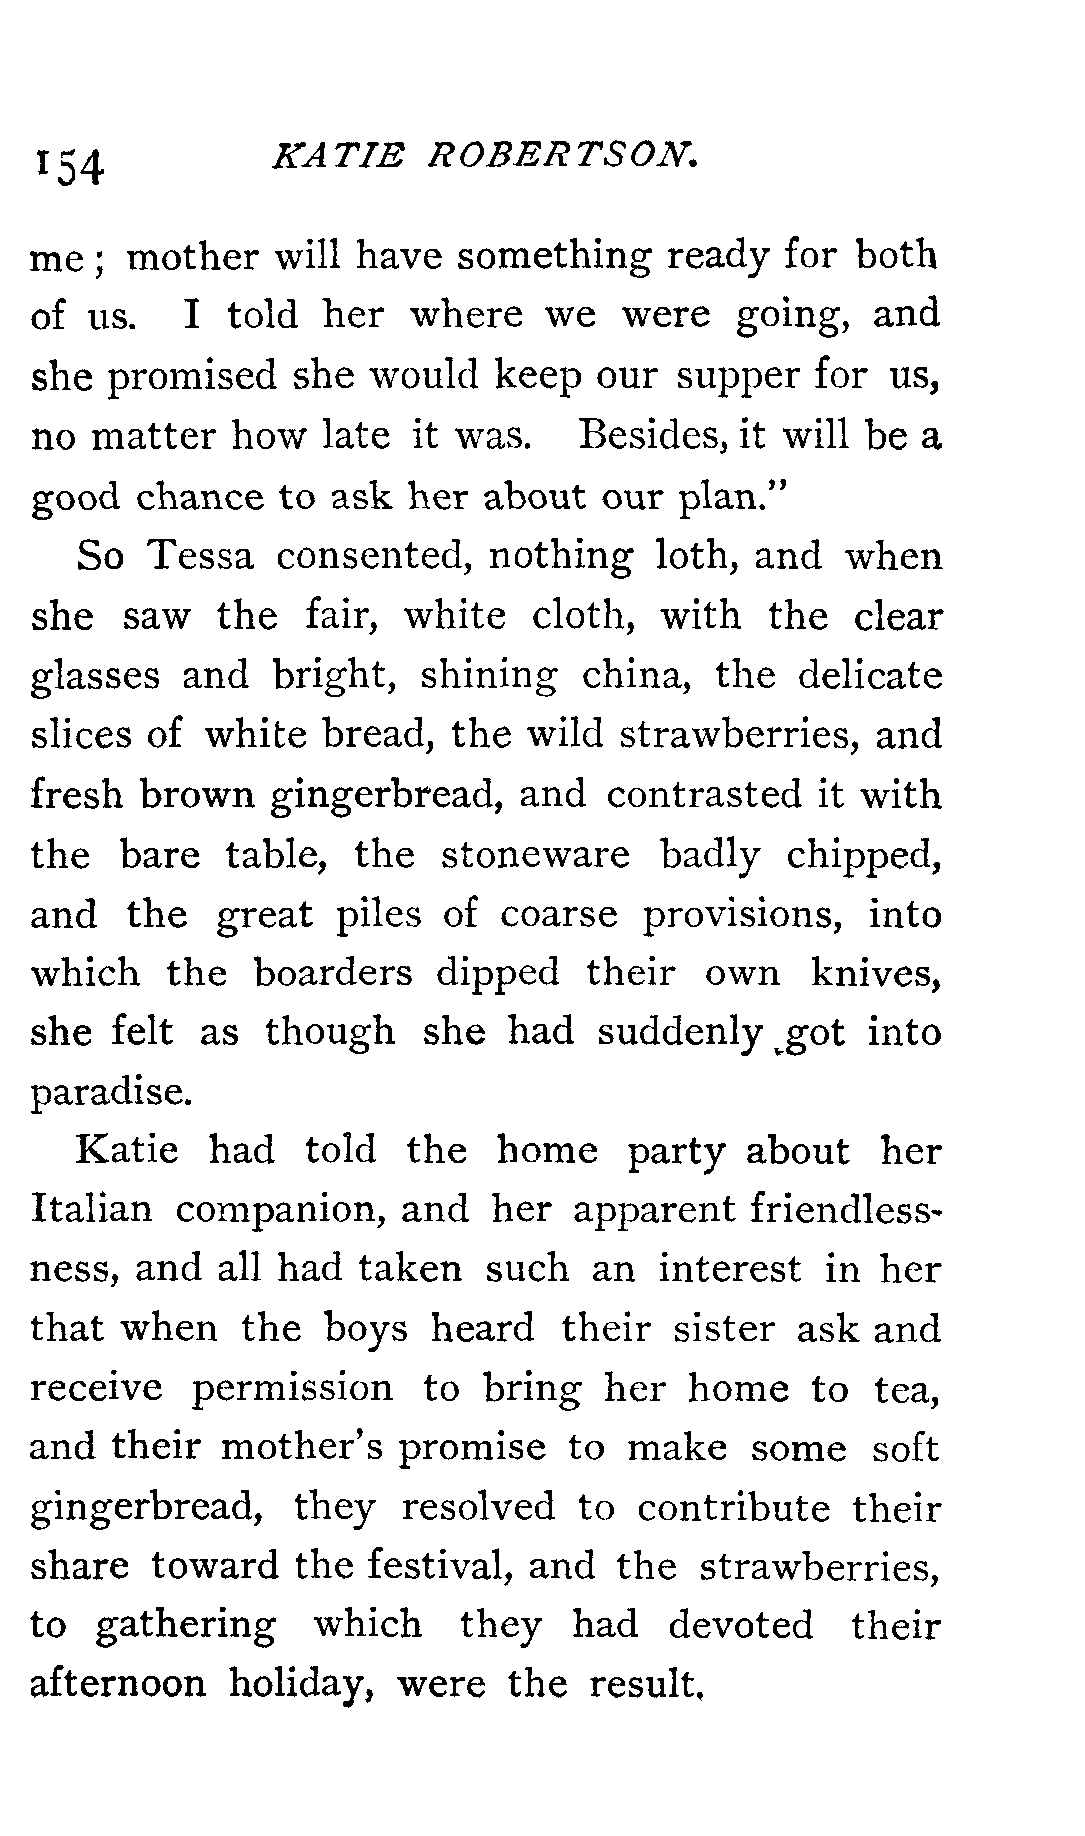 154 KATIE ROBERTSON.
me; mother will have something ready for both
of us. I told her where we were going, and
she promised she would keep our supper for us,
no matter how late it was. Besides, it will be a
good chance to ask her about our plan."
So Tessa consented, nothing loth, and when
she saw the fair, white cloth, with the clear
glasses and bright, shining china, the delicate
slices of white bread, the wild strawberries, and
fresh brown gingerbread, and contrasted it with
the bare table, the stoneware badly chipped,
and the great piles of coarse provisions, into
which the boarders dipped their own knives,
she felt as though she had suddenly got into
paradise.
Katie had told the home party about her
Italian companion, and her apparent friendless-
ness, and all had taken such an interest in her
that when the boys heard their sister ask and
receive permission to bring her home to tea,
and their mother's promise to make some soft
gingerbread, they resolved to contribute their
share toward the festival, and the strawberries,
to gathering which they had devoted their
afternoon holiday, were the result.